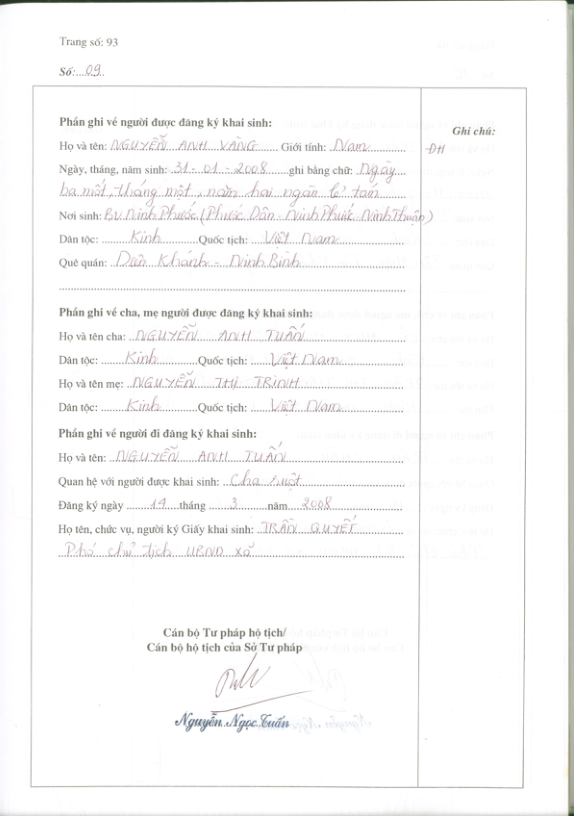 Trang số: 93
Số: 09
Phần ghi về người được đăng ký khai sinh:
Ghi chú:
Họ và tên: NGUYỄN ANH VÀNG Giới tính: Nam
ĐH
Ngày, tháng, năm sinh: 31 - 01 - 2008 ghi bằng chữ: Ngày
ba mốt, tháng một, năm hai ngàn lẻ tám
Nơi sinh: BV Ninh Phước (Phước Dân - Ninh Phước - Ninh Thuận)
Dân tộc: Kinh Quốc tịch: Việt Nam
Quê quán: Khánh - Ninh Bình
Phần ghi về cha, mẹ người được đăng ký khai sinh:
Họ và tên cha: NGUYỄN ANH TUẤN
Dân tộc: Kinh Quốc tịch: Việt Nam
Họ và tên mẹ: NGUYỄN THỊ TRINH
Dân tộc: Kinh Quốc tịch: Việt Nam
Phần ghi về người đi đăng ký khai sinh:
Họ và tên: NGUYỄN ANH TUẤN
Quan hệ với người được khai sinh: Cha ruột
Đăng ký ngày 14 tháng 3 năm 2008
Họ tên, chức vụ, người ký Giấy khai sinh: TRẦN QUYẾT
Phó chủ tịch UBND xã
Cán bộ Tư pháp hộ tịch/
Cán bộ hộ tịch của Sở Tư pháp
Nguyễn Ngọc Tuấn